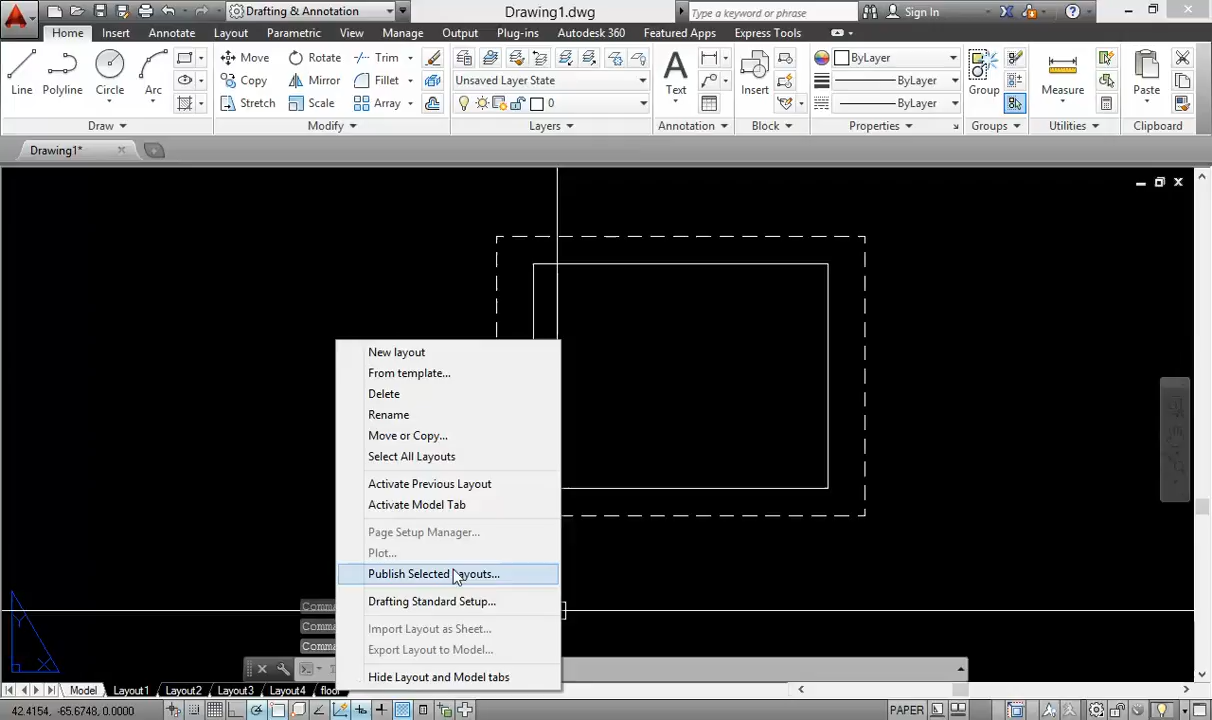 Drafting & Annotation
Drawing1.dwg
Type a keyword or phrase
Sign In
Home Insert Annotate Layout Parametric View Manage Output Plug-ins Autodesk 360 Featured Apps Express Tools
Line
Polyline
Circle
Arc
Draw
Move
Rotate
Trim
Copy
Mirror
Fillet
Stretch
Scale
Array
Modify
Unsaved Layer State
0
Layers
Text
Annotation
Insert
Block
ByLayer
ByLayer
ByLayer
Properties
Group
Groups
Measure
Utilities
Paste
Clipboard
Drawing1*
New layout
From template...
Delete
Rename
Move or Copy...
Select All Layouts
Activate Previous Layout
Activate Model Tab
Page Setup Manager...
Plot...
Publish Selected Layouts...
Drafting Standard Setup...
Import Layout as Sheet...
Export Layout to Model...
Hide Layout and Model tabs
X
Model Layout1 Layout2 Layout3 Layout4
42.4154, -65.6748, 0.0000
PAPER